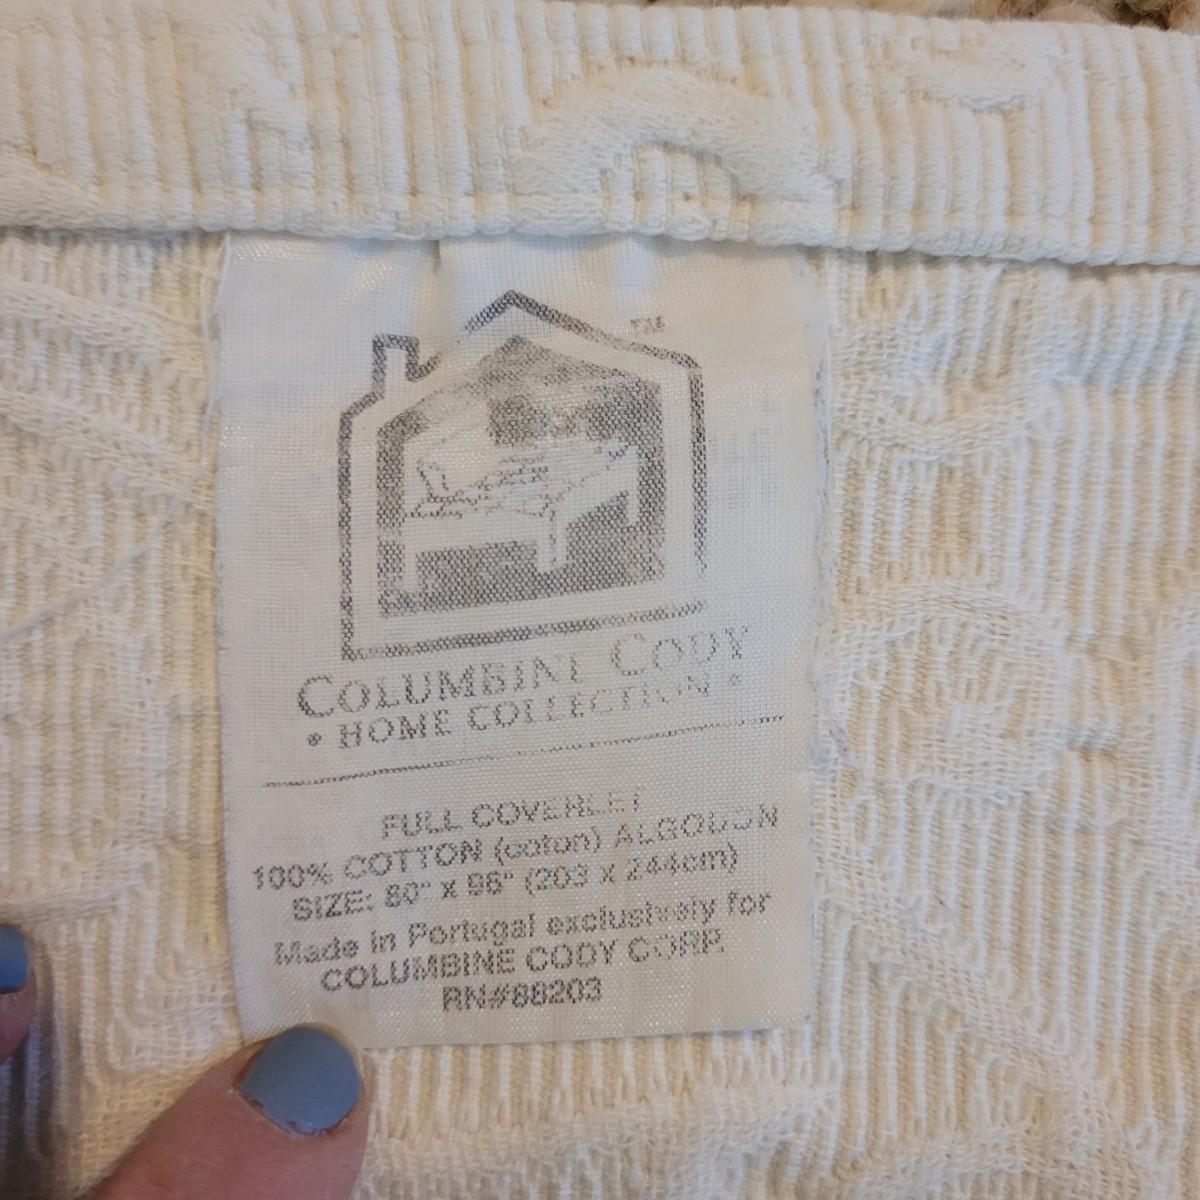 TM
COLUMBINE CODY
• HOME COLLECTION •
FULL COVERLET
100% COTTON (coton) ALGODON
SIZE: 80" x 96" (203 x 244cm)
Made in Portugal exclusively for
COLUMBINE CODY CORP.
RN#88203